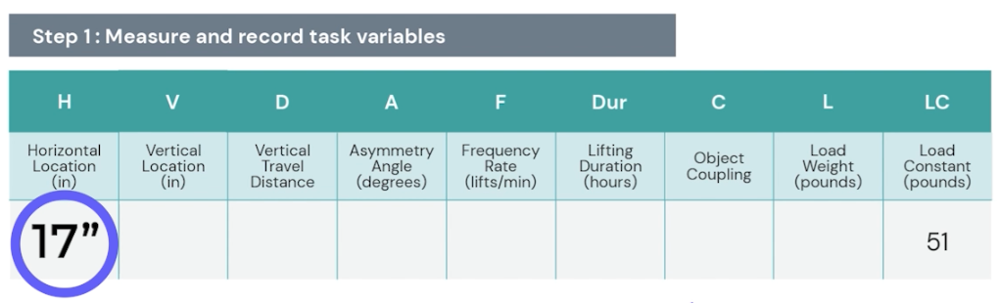 Step 1: Measure and record task variables
H V D A F Dur C L LC
Horizontal Location (in) Vertical Location (in) Vertical Travel Distance Asymmetry Angle (degrees) Frequency Rate (lifts/min) Lifting Duration (hours) Object Coupling Load Weight (pounds) Load Constant (pounds)
17” 51